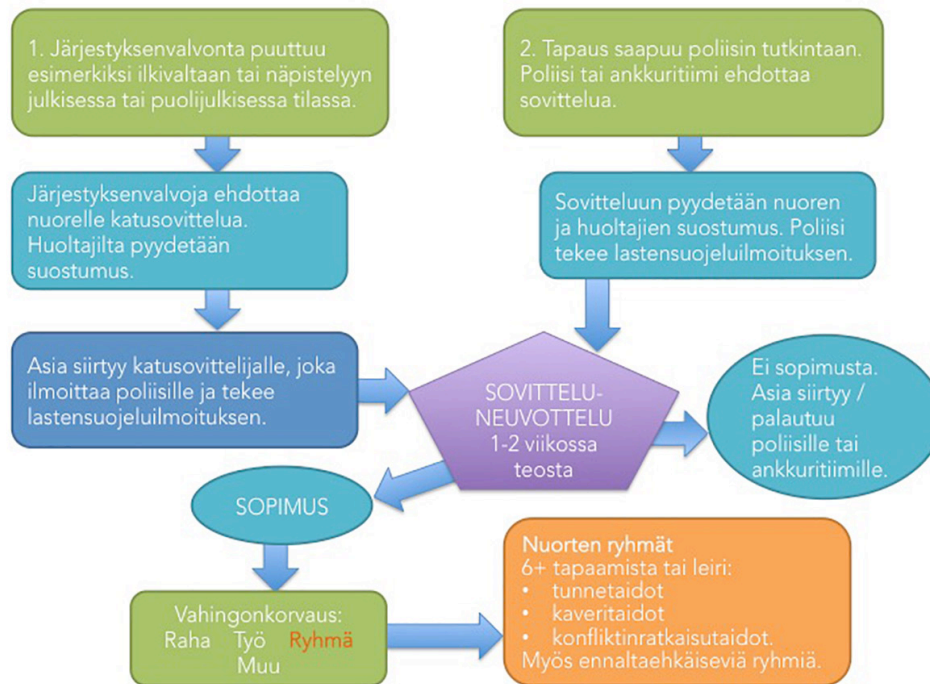 1. Järjestyksenvalvonta puuttuu
esimerkiksi ilkivaltaan tai näpistelyyn
julkisessa tai puolijulkisessa tilassa.
2. Tapaus saapuu poliisin tutkintaan.
Poliisi tai ankkuritiimi ehdottaa
sovittelua.
Järjestyksenvalvoja ehdottaa
nuorelle katusovittelua.
Huoltajilta pyydetään
suostumus.
Sovitteluun pyydetään nuoren
ja huoltajien suostumus. Poliisi
tekee lastensuojeluilmoituksen.
Asia siirtyy katusovittelijalle, joka
ilmoittaa poliisille ja tekee
lastensuojeluilmoituksen.
SOVITTELU-
NEUVOTTELU
1-2 viikossa
teosta
Ei sopimusta.
Asia siirtyy /
palautuu
poliisille tai
ankkuritiimille.
SOPIMUS
Vahingonkorvaus:
Raha Työ Ryhmä
Muu
Nuorten ryhmät
6+ tapaamista tai leiri:
• tunnetaidot
• kaveritaidot
• konfliktinratkaisutaidot.
Myös ennaltaehkäiseviä ryhmiä.